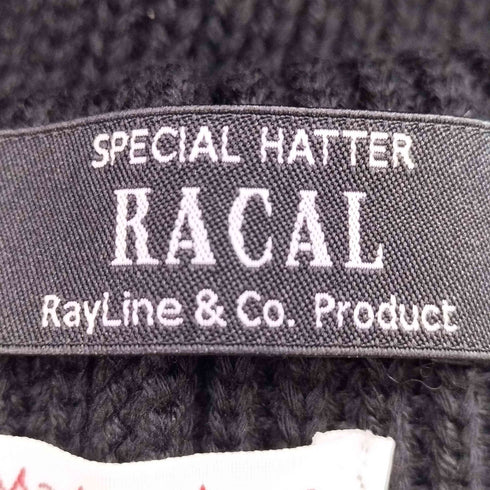 SPECIAL HATTER
RACAL
RayLine & Co. Product